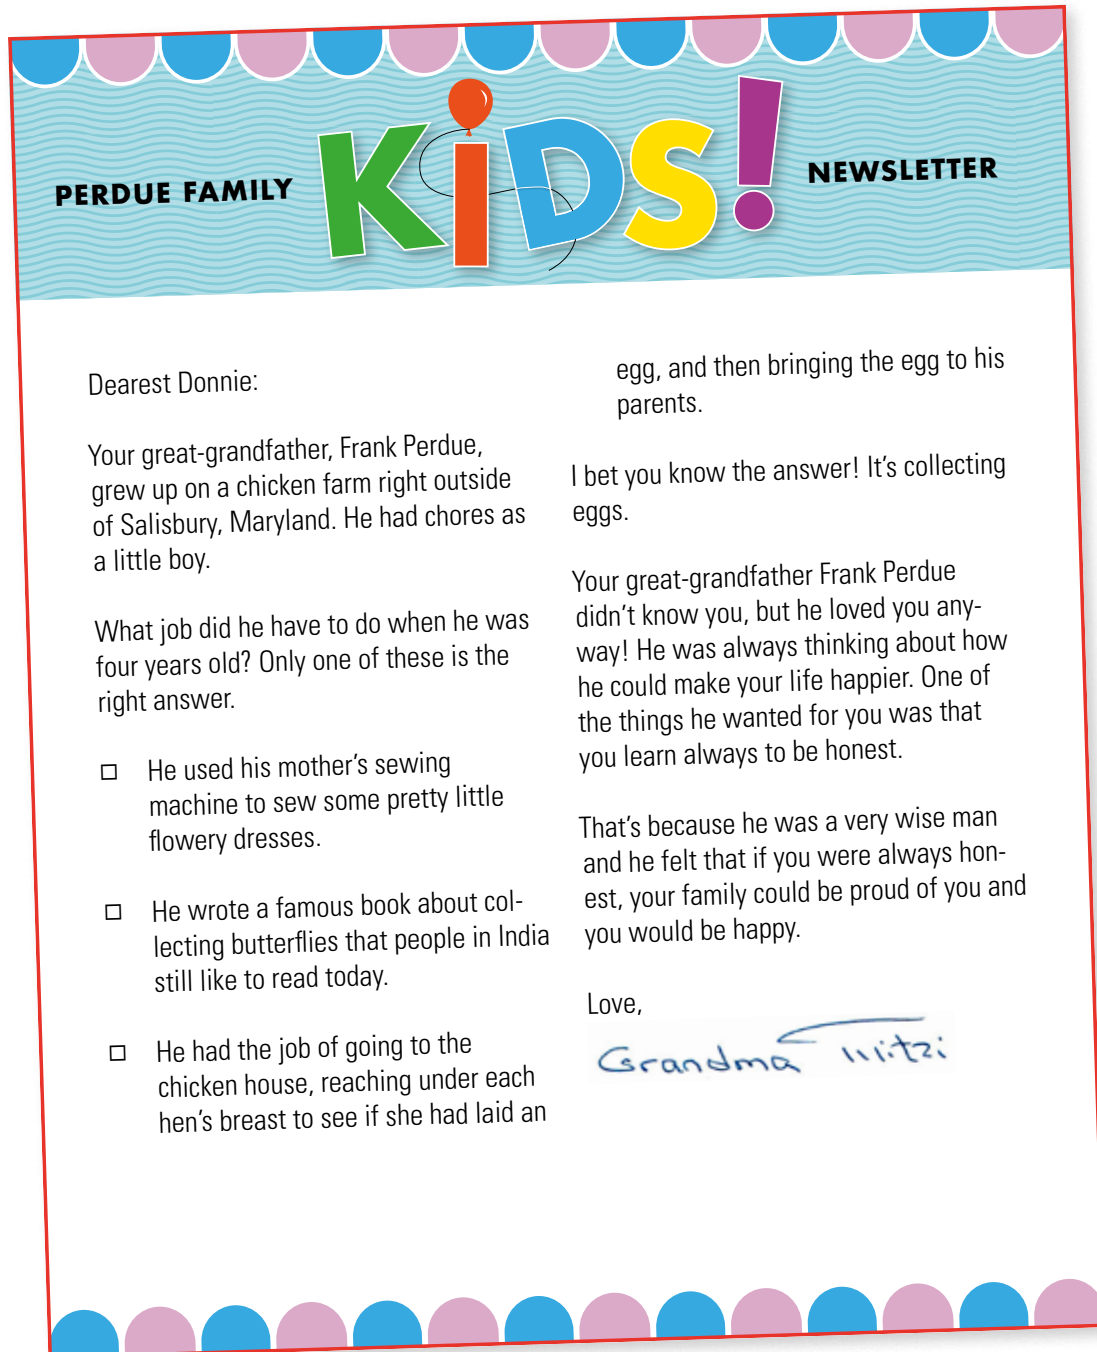 PERDUE FAMILY KiDS! NEWSLETTER
Dearest Donnie:
Your great-grandfather, Frank Perdue,
grew up on a chicken farm right outside
of Salisbury, Maryland. He had chores as
a little boy.
What job did he have to do when he was
four years old? Only one of these is the
right answer.
☐ He used his mother's sewing
machine to sew some pretty little
flowery dresses.
☐ He wrote a famous book about col-
lecting butterflies that people in India
still like to read today.
☐ He had the job of going to the
chicken house, reaching under each
hen's breast to see if she had laid an
egg, and then bringing the egg to his
parents.
I bet you know the answer! It's collecting
eggs.
Your great-grandfather Frank Perdue
didn't know you, but he loved you any-
way! He was always thinking about how
he could make your life happier. One of
the things he wanted for you was that
you learn always to be honest.
That's because he was a very wise man
and he felt that if you were always hon-
est, your family could be proud of you and
you would be happy.
Love,
Grandma Mitzi